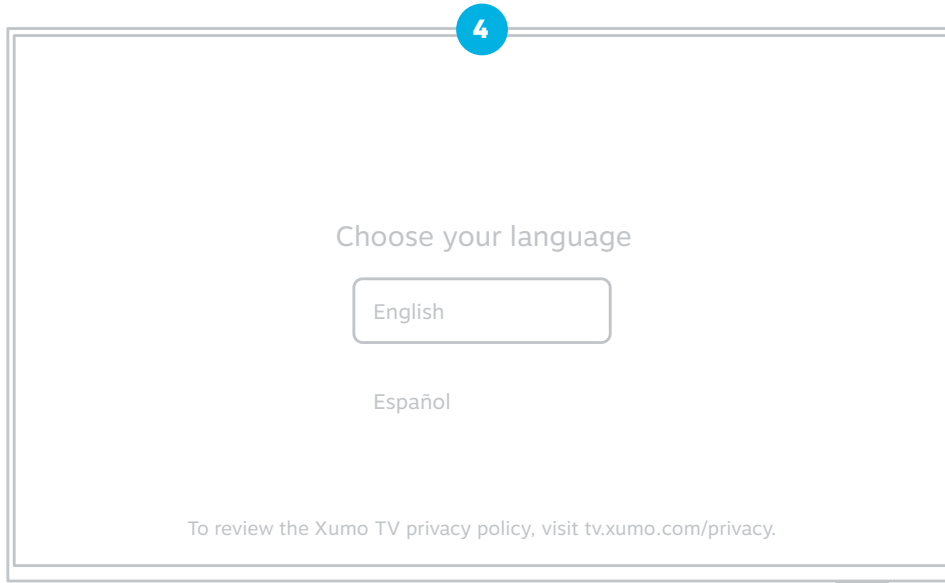 4
Choose your language
English
Español
To review the Xumo TV privacy policy, visit tv.xumo.com/privacy.